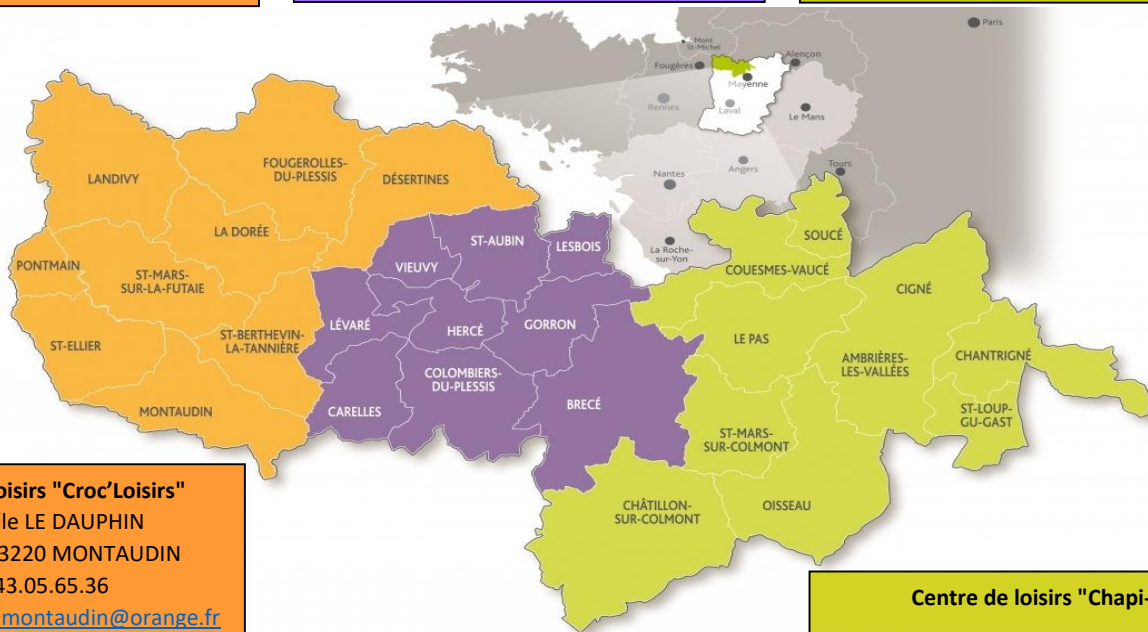 Paris
Mont
St-Michel
Alençon
Fougères
Mayenne
Rennes
Laval
Le Mans
Tours
Nantes
Angers
La Roche-
sur-Yon
LANDIVY
FOUGEROLLES-
DU-PLESSIS
DÉSERTINES
LA DORÉE
PONTMAIN
ST-MARS-
SUR-LA-FUTAIE
ST-ELLIER
ST-BERTHEVIN-
LA-TANNIÈRE
MONTAUDIN
ST-AUBIN
LESBOIS
VIEUVY
LÉVARÉ
HERCÉ
GORRON
COLOMBIERS-
DU-PLESSIS
CARELLES
BRECÉ
SOUCÉ
COUESMES-VAUCÉ
CIGNÉ
LE PAS
AMBRIÈRES-
LES-VALLÉES
CHANTRIGNÉ
ST-LOUP-
GU-GAST
ST-MARS-
SUR-COLMONT
CHÂTILLON-
SUR-COLMONT
OISSEAU
oisirs "Croc'Loisirs"
lle LE DAUPHIN
3220 MONTAUDIN
43.05.65.36
montaudin@orange.fr
Centre de loisirs "Chapi-